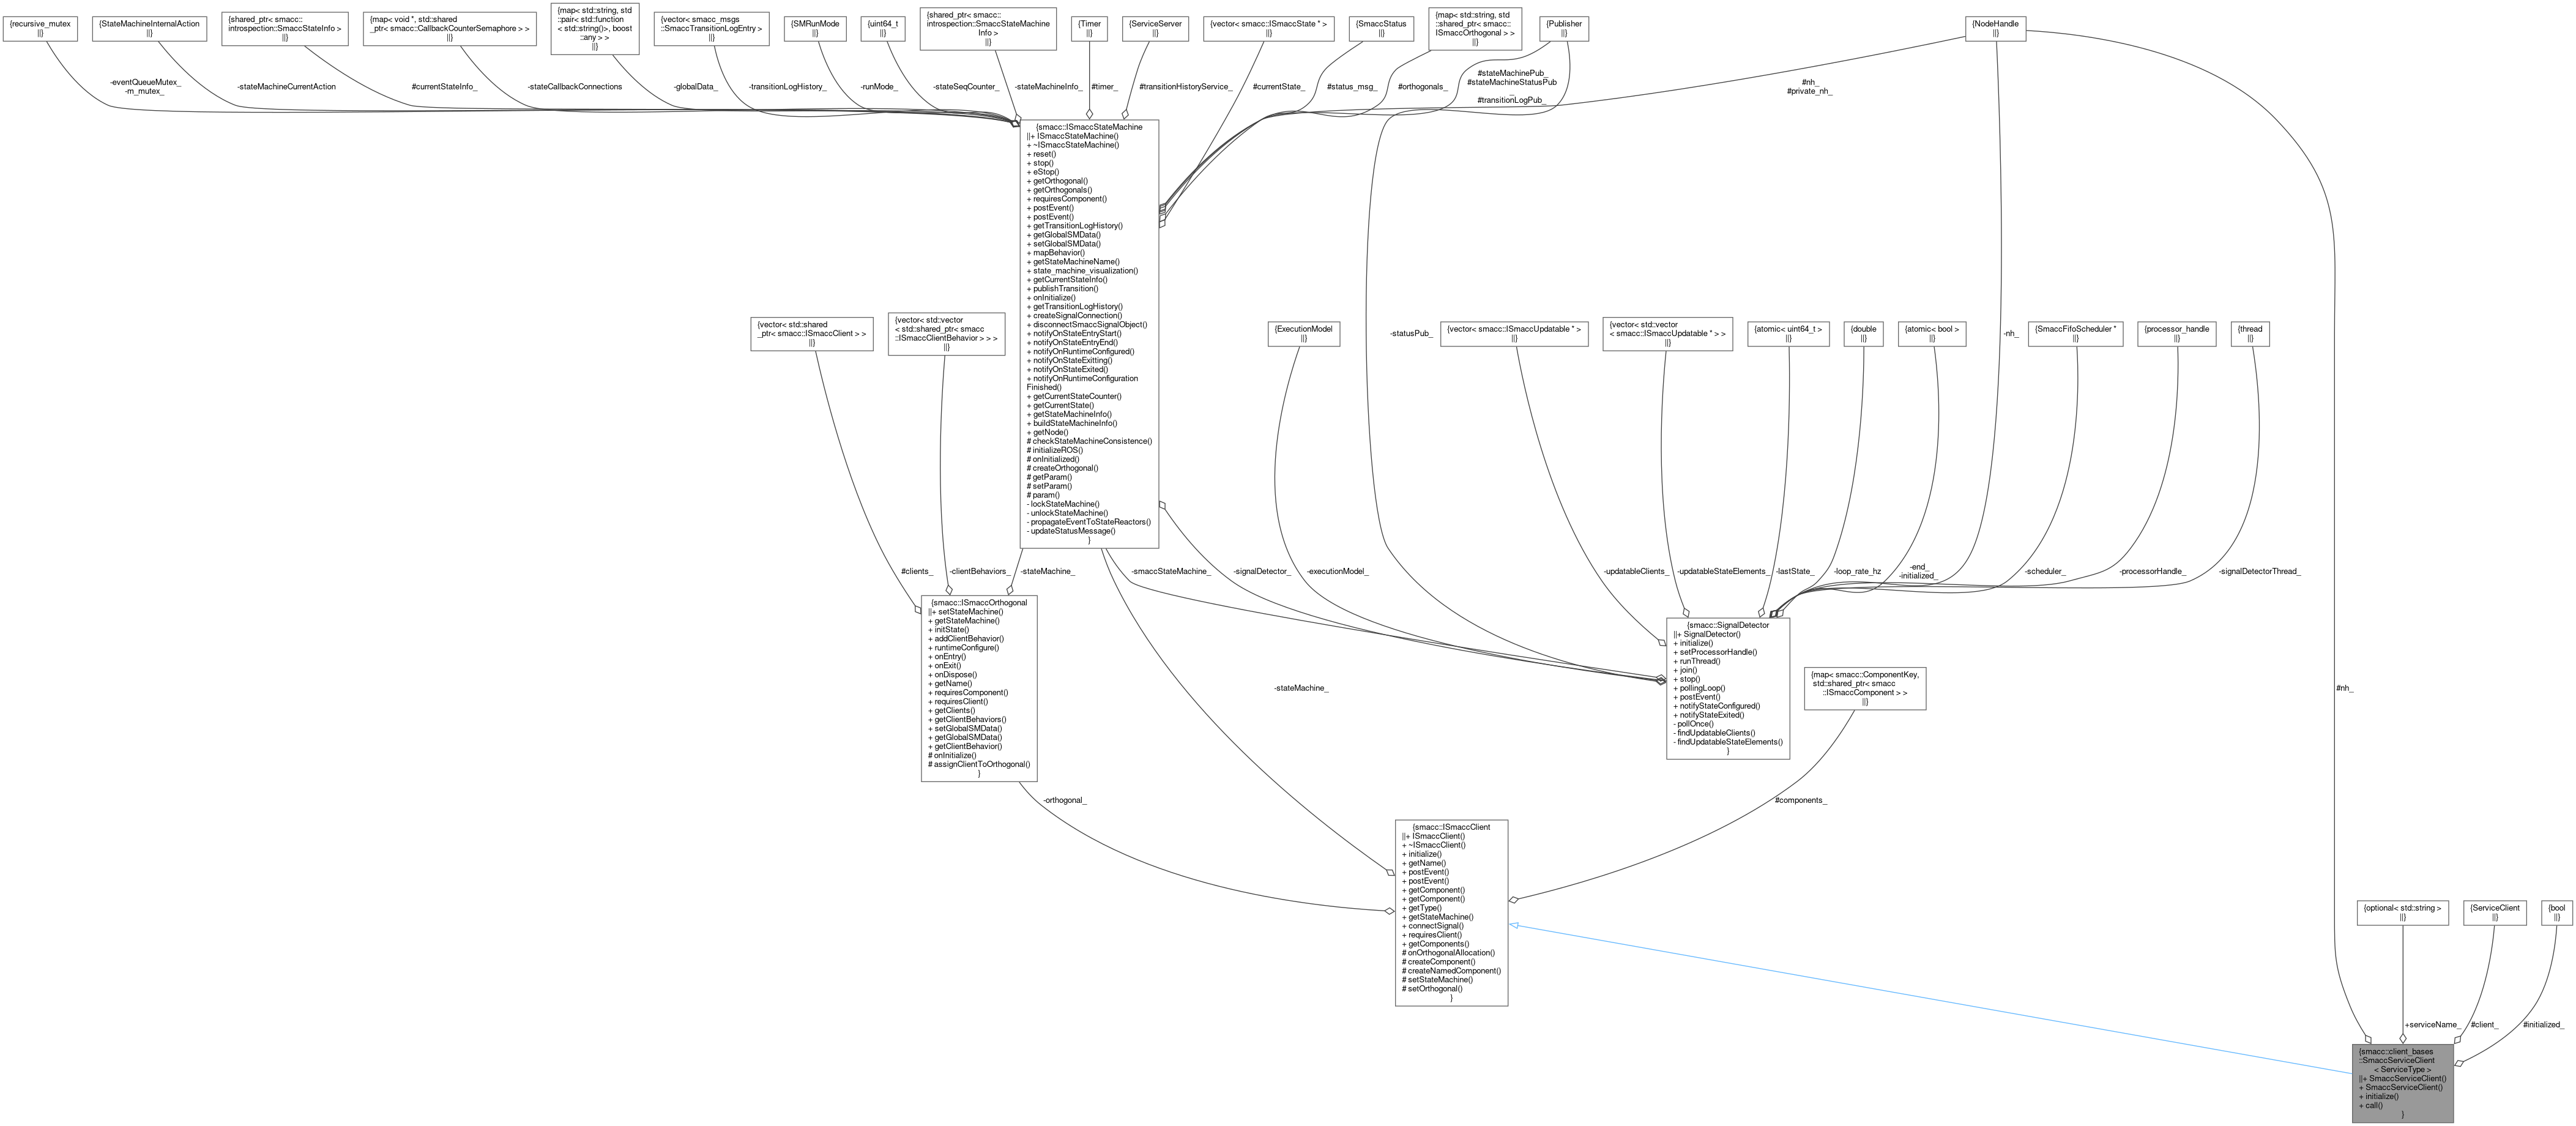 {recursive_mutex
||}
{StateMachineInternalAction
||}
{shared_ptr< smacc::
introspection::SmaccStateInfo >
||}
{map< void *, std::shared
_ptr< smacc::CallbackCounterSemaphore > >
||}
{map< std::string, std
::pair< std::function
< std::string()>, boost
::any > >
||}
{vector< smacc_msgs
::SmaccTransitionLogEntry >
||}
{SMRunMode
||}
{uint64_t
||}
{shared_ptr< smacc::
introspection::SmaccStateMachine
Info >
||}
{Timer
||}
{ServiceServer
||}
{vector< smacc::ISmaccState * >
||}
{SmaccStatus
||}
{map< std::string, std
::shared_ptr< smacc::
ISmaccOrthogonal > >
||}
{Publisher
||}
{NodeHandle
||}
-eventQueueMutex_
-m_mutex_
-stateMachineCurrentAction
#currentStateInfo_
-stateCallbackConnections
-globalData_
-transitionLogHistory_
-runMode_
-stateSeqCounter_
-stateMachineInfo_
#timer_
#transitionHistoryService_
#currentState_
#status_msg_
#orthogonals_
#stateMachinePub_
#stateMachineStatusPub
_
#transitionLogPub_
#nh_
#private_nh_
{smacc::ISmaccStateMachine
||+ ISmaccStateMachine()
+ ~ISmaccStateMachine()
+ reset()
+ stop()
+ eStop()
+ getOrthogonal()
+ getOrthogonals()
+ requiresComponent()
+ postEvent()
+ postEvent()
+ getTransitionLogHistory()
+ getGlobalSMData()
+ setGlobalSMData()
+ mapBehavior()
+ getStateMachineName()
+ state_machine_visualization()
+ getCurrentStateInfo()
+ publishTransition()
+ onInitialize()
+ getTransitionLogHistory()
+ createSignalConnection()
+ disconnectSmaccSignalObject()
+ notifyOnStateEntryStart()
+ notifyOnStateEntryEnd()
+ notifyOnRuntimeConfigured()
+ notifyOnStateExitting()
+ notifyOnStateExited()
+ notifyOnRuntimeConfiguration
Finished()
+ getCurrentStateCounter()
+ getCurrentState()
+ getStateMachineInfo()
+ buildStateMachineInfo()
+ getNode()
# checkStateMachineConsistence()
# initializeROS()
# onInitialized()
# createOrthogonal()
# getParam()
# setParam()
# param()
- lockStateMachine()
- unlockStateMachine()
- propagateEventToStateReactors()
- updateStatusMessage()
}
{vector< std::shared
_ptr< smacc::ISmaccClient > >
||}
{vector< std::vector
< std::shared_ptr< smacc
::ISmaccClientBehavior > > >
||}
{ExecutionModel
||}
-statusPub_
{vector< smacc::ISmaccUpdatable * >
||}
{vector< std::vector
< smacc::ISmaccUpdatable * > >
||}
{atomic< uint64_t >
||}
{double
||}
{atomic< bool >
||}
-nh_
{SmaccFifoScheduler *
||}
{processor_handle
||}
{thread
||}
#clients_
-clientBehaviors_
-stateMachine_
-smaccStateMachine_
-signalDetector_
-executionModel_
-updatableClients_
-updatableStateElements_
-lastState_
-loop_rate_hz
-end_
-initialized_
-scheduler_
-processorHandle_
-signalDetectorThread_
{smacc::ISmaccOrthogonal
||+ setStateMachine()
+ getStateMachine()
+ initState()
+ addClientBehavior()
+ runtimeConfigure()
+ onEntry()
+ onExit()
+ onDispose()
+ getName()
+ requiresComponent()
+ requiresClient()
+ getClients()
+ getClientBehaviors()
+ setGlobalSMData()
+ getGlobalSMData()
+ getClientBehavior()
# onInitialize()
# assignClientToOrthogonal()
}
{smacc::SignalDetector
||+ SignalDetector()
+ initialize()
+ setProcessorHandle()
+ runThread()
+ join()
+ stop()
+ pollingLoop()
+ postEvent()
+ notifyStateConfigured()
+ notifyStateExited()
- pollOnce()
- findUpdatableClients()
- findUpdatableStateElements()
}
-stateMachine_
{map< smacc::ComponentKey,
std::shared_ptr< smacc
::ISmaccComponent > >
||}
#nh_
-orthogonal_
#components_
{smacc::ISmaccClient
||+ ISmaccClient()
+ ~ISmaccClient()
+ initialize()
+ getName()
+ postEvent()
+ postEvent()
+ getComponent()
+ getComponent()
+ getType()
+ getStateMachine()
+ connectSignal()
+ requiresClient()
+ getComponents()
# onOrthogonalAllocation()
# createComponent()
# createNamedComponent()
# setStateMachine()
# setOrthogonal()
}
{optional< std::string >
||}
{ServiceClient
||}
{bool
||}
+serviceName_
#client_
#initialized_
{smacc::client_bases
::SmaccServiceClient
< ServiceType >
||+ SmaccServiceClient()
+ SmaccServiceClient()
+ initialize()
+ call()
}